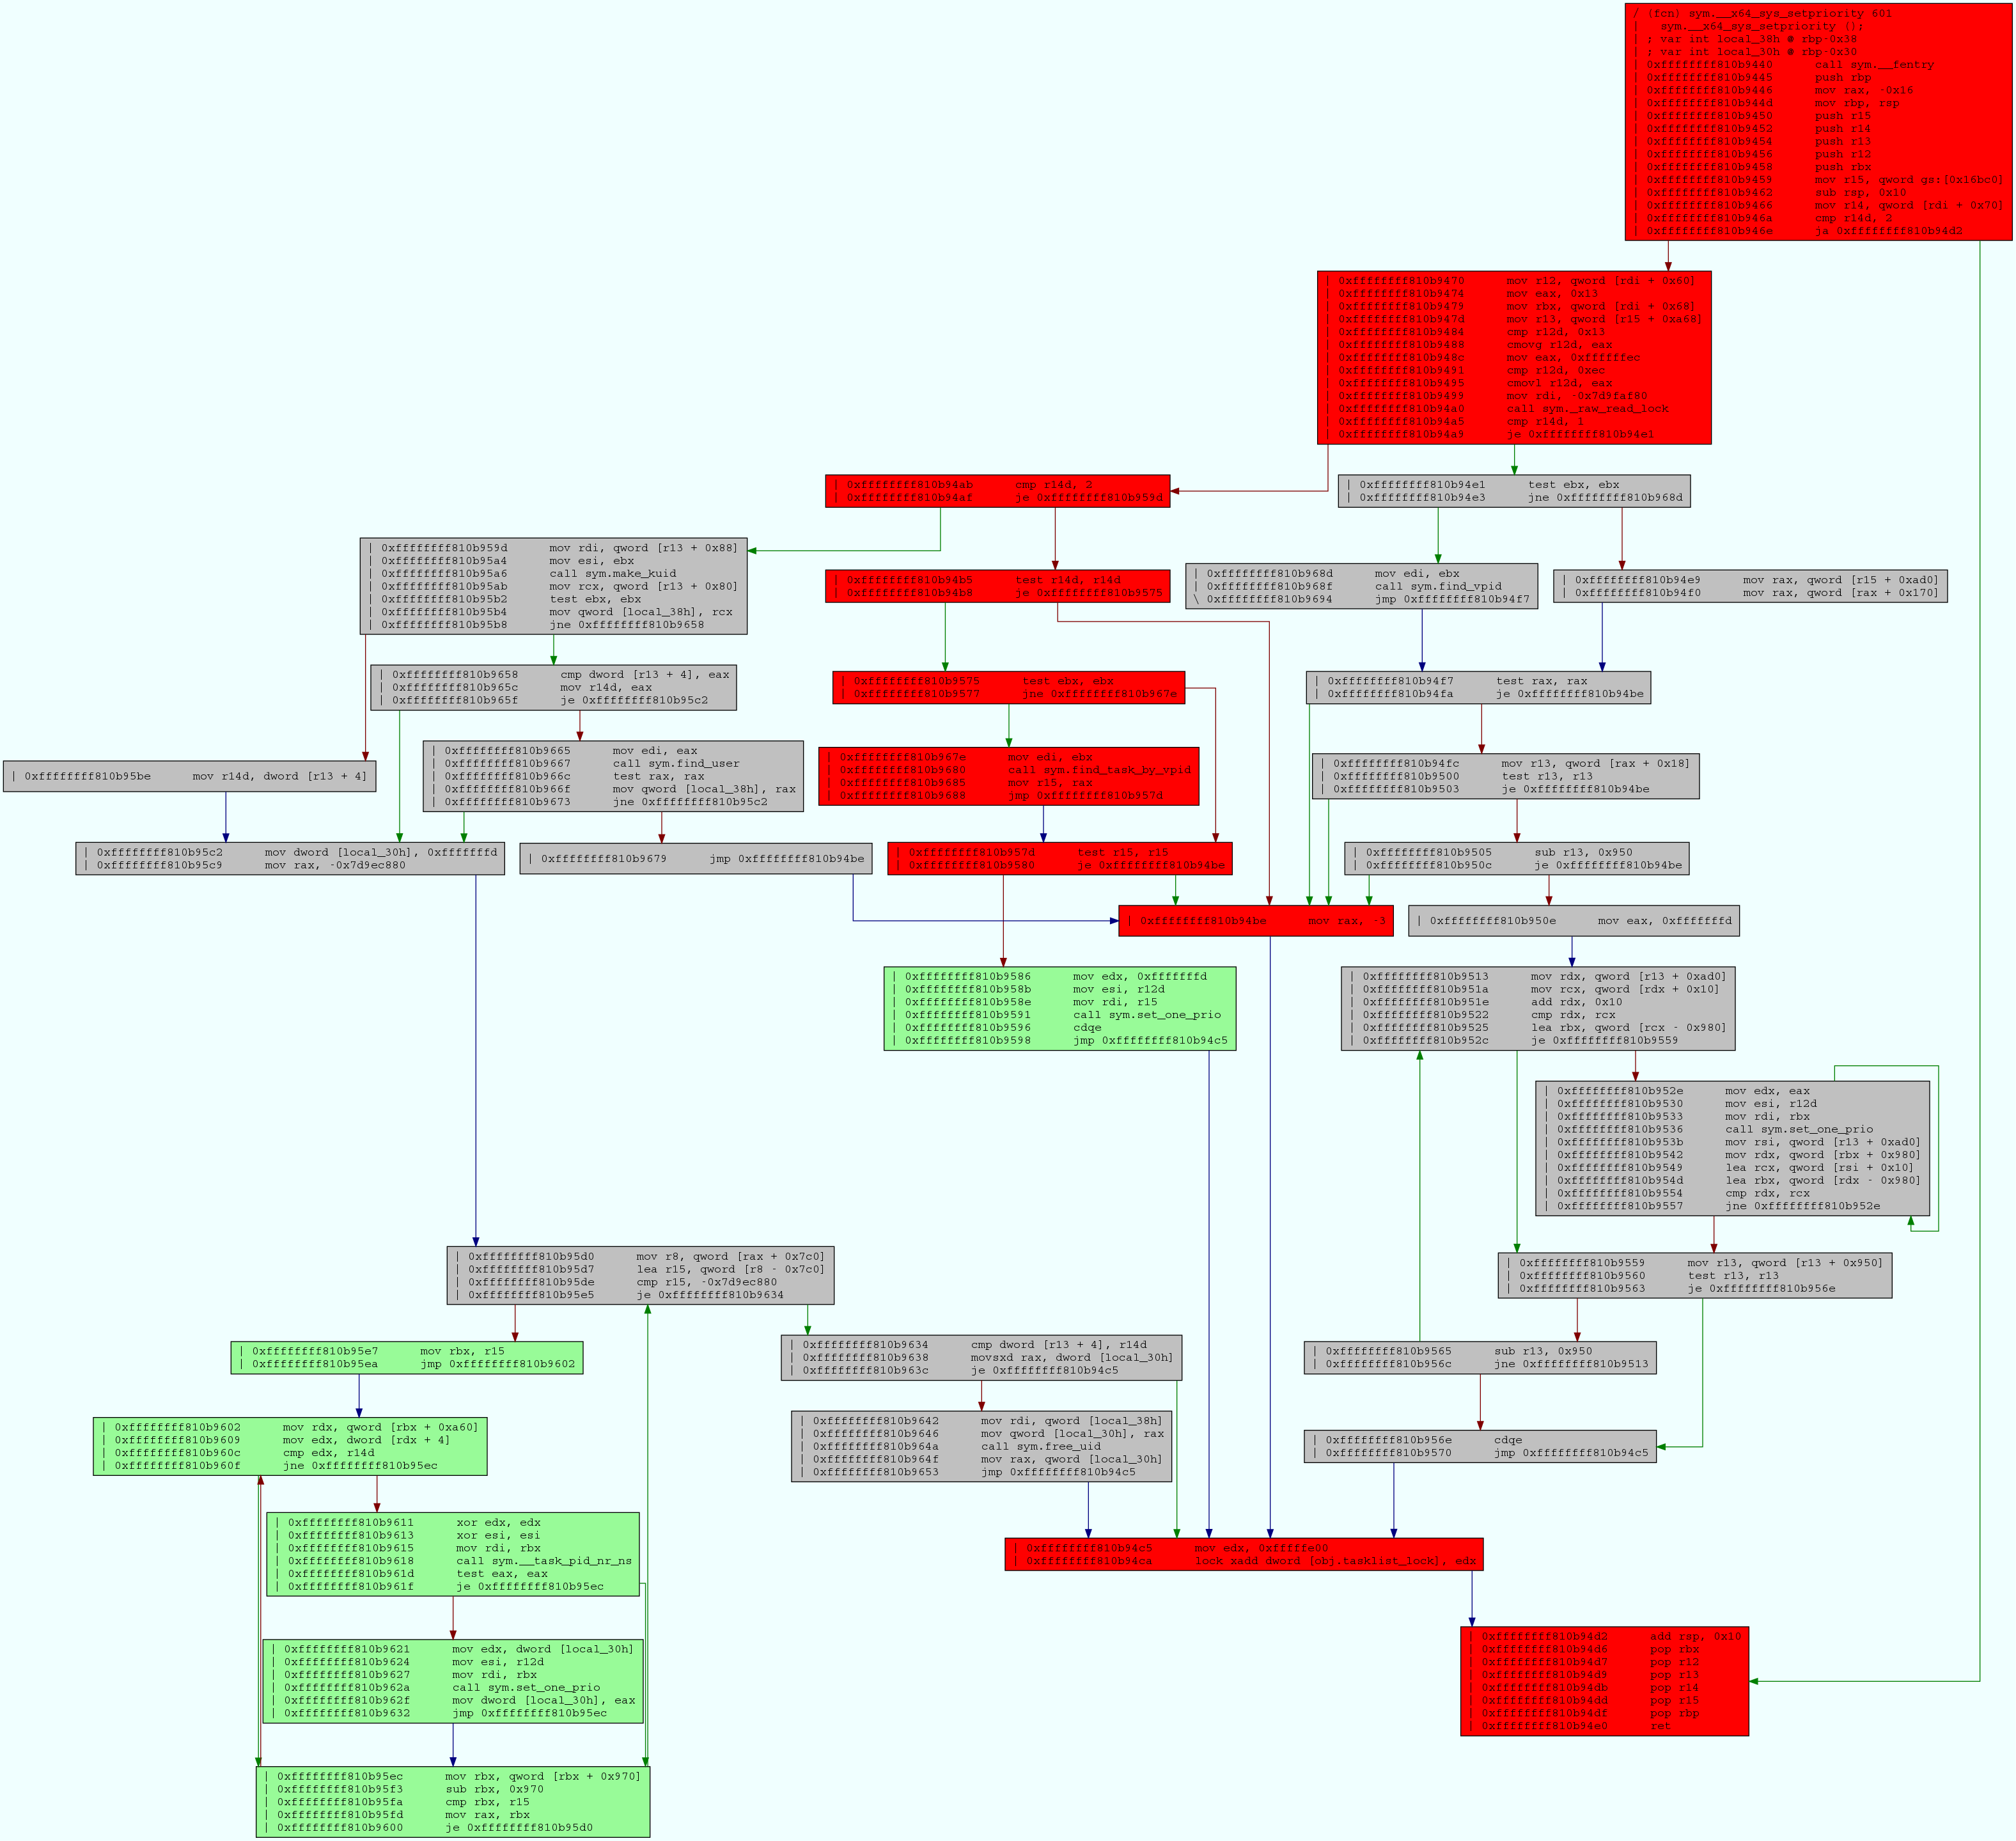 / (fcn) sym.__x64_sys_setpriority 601
|   sym.__x64_sys_setpriority ();
| ; var int local_38h @ rbp-0x38
| ; var int local_30h @ rbp-0x30
| 0xffffffff810b9440      call sym.__fentry
| 0xffffffff810b9445      push rbp
| 0xffffffff810b9446      mov rax, -0x16
| 0xffffffff810b944d      mov rbp, rsp
| 0xffffffff810b9450      push r15
| 0xffffffff810b9452      push r14
| 0xffffffff810b9454      push r13
| 0xffffffff810b9456      push r12
| 0xffffffff810b9458      push rbx
| 0xffffffff810b9459      mov r15, qword gs:[0x16bc0]
| 0xffffffff810b9462      sub rsp, 0x10
| 0xffffffff810b9466      mov r14, qword [rdi + 0x70]
| 0xffffffff810b946a      cmp r14d, 2
| 0xffffffff810b946e      ja 0xffffffff810b94d2
| 0xffffffff810b9470      mov r12, qword [rdi + 0x60]
| 0xffffffff810b9474      mov eax, 0x13
| 0xffffffff810b9479      mov rbx, qword [rdi + 0x68]
| 0xffffffff810b947d      mov r13, qword [r15 + 0xa68]
| 0xffffffff810b9484      cmp r12d, 0x13
| 0xffffffff810b9488      cmovg r12d, eax
| 0xffffffff810b948c      mov eax, 0xffffffec
| 0xffffffff810b9491      cmp r12d, 0xec
| 0xffffffff810b9495      cmovl r12d, eax
| 0xffffffff810b9499      mov rdi, -0x7d9faf80
| 0xffffffff810b94a0      call sym._raw_read_lock
| 0xffffffff810b94a5      cmp r14d, 1
| 0xffffffff810b94a9      je 0xffffffff810b94e1
| 0xffffffff810b94ab      cmp r14d, 2
| 0xffffffff810b94af      je 0xffffffff810b959d
| 0xffffffff810b94e1      test ebx, ebx
| 0xffffffff810b94e3      jne 0xffffffff810b968d
| 0xffffffff810b959d      mov rdi, qword [r13 + 0x88]
| 0xffffffff810b95a4      mov esi, ebx
| 0xffffffff810b95a6      call sym.make_kuid
| 0xffffffff810b95ab      mov rcx, qword [r13 + 0x80]
| 0xffffffff810b95b2      test ebx, ebx
| 0xffffffff810b95b4      mov qword [local_38h], rcx
| 0xffffffff810b95b8      jne 0xffffffff810b9658
| 0xffffffff810b94b5      test r14d, r14d
| 0xffffffff810b94b8      je 0xffffffff810b9575
| 0xffffffff810b968d      mov edi, ebx
| 0xffffffff810b968f      call sym.find_vpid
\ 0xffffffff810b9694      jmp 0xffffffff810b94f7
| 0xffffffff810b94e9      mov rax, qword [r15 + 0xad0]
| 0xffffffff810b94f0      mov rax, qword [rax + 0x170]
| 0xffffffff810b9658      cmp dword [r13 + 4], eax
| 0xffffffff810b965c      mov r14d, eax
| 0xffffffff810b965f      je 0xffffffff810b95c2
| 0xffffffff810b9575      test ebx, ebx
| 0xffffffff810b9577      jne 0xffffffff810b967e
| 0xffffffff810b94f7      test rax, rax
| 0xffffffff810b94fa      je 0xffffffff810b94be
| 0xffffffff810b95be      mov r14d, dword [r13 + 4]
| 0xffffffff810b9665      mov edi, eax
| 0xffffffff810b9667      call sym.find_user
| 0xffffffff810b966c      test rax, rax
| 0xffffffff810b966f      mov qword [local_38h], rax
| 0xffffffff810b9673      jne 0xffffffff810b95c2
| 0xffffffff810b967e      mov edi, ebx
| 0xffffffff810b9680      call sym.find_task_by_vpid
| 0xffffffff810b9685      mov r15, rax
| 0xffffffff810b9688      jmp 0xffffffff810b957d
| 0xffffffff810b94fc      mov r13, qword [rax + 0x18]
| 0xffffffff810b9500      test r13, r13
| 0xffffffff810b9503      je 0xffffffff810b94be
| 0xffffffff810b95c2      mov dword [local_30h], 0xfffffffd
| 0xffffffff810b95c9      mov rax, -0x7d9ec880
| 0xffffffff810b9679      jmp 0xffffffff810b94be
| 0xffffffff810b957d      test r15, r15
| 0xffffffff810b9580      je 0xffffffff810b94be
| 0xffffffff810b9505      sub r13, 0x950
| 0xffffffff810b950c      je 0xffffffff810b94be
| 0xffffffff810b94be      mov rax, -3
| 0xffffffff810b950e      mov eax, 0xfffffffd
| 0xffffffff810b9586      mov edx, 0xfffffffd
| 0xffffffff810b958b      mov esi, r12d
| 0xffffffff810b958e      mov rdi, r15
| 0xffffffff810b9591      call sym.set_one_prio
| 0xffffffff810b9596      cdqe
| 0xffffffff810b9598      jmp 0xffffffff810b94c5
| 0xffffffff810b9513      mov rdx, qword [r13 + 0xad0]
| 0xffffffff810b951a      mov rcx, qword [rdx + 0x10]
| 0xffffffff810b951e      add rdx, 0x10
| 0xffffffff810b9522      cmp rdx, rcx
| 0xffffffff810b9525      lea rbx, qword [rcx - 0x980]
| 0xffffffff810b952c      je 0xffffffff810b9559
| 0xffffffff810b952e      mov edx, eax
| 0xffffffff810b9530      mov esi, r12d
| 0xffffffff810b9533      mov rdi, rbx
| 0xffffffff810b9536      call sym.set_one_prio
| 0xffffffff810b953b      mov rsi, qword [r13 + 0xad0]
| 0xffffffff810b9542      mov rdx, qword [rbx + 0x980]
| 0xffffffff810b9549      lea rcx, qword [rsi + 0x10]
| 0xffffffff810b954d      lea rbx, qword [rdx - 0x980]
| 0xffffffff810b9554      cmp rdx, rcx
| 0xffffffff810b9557      jne 0xffffffff810b952e
| 0xffffffff810b95d0      mov r8, qword [rax + 0x7c0]
| 0xffffffff810b95d7      lea r15, qword [r8 - 0x7c0]
| 0xffffffff810b95de      cmp r15, -0x7d9ec880
| 0xffffffff810b95e5      je 0xffffffff810b9634
| 0xffffffff810b9559      mov r13, qword [r13 + 0x950]
| 0xffffffff810b9560      test r13, r13
| 0xffffffff810b9563      je 0xffffffff810b956e
| 0xffffffff810b95e7      mov rbx, r15
| 0xffffffff810b95ea      jmp 0xffffffff810b9602
| 0xffffffff810b9634      cmp dword [r13 + 4], r14d
| 0xffffffff810b9638      movsxd rax, dword [local_30h]
| 0xffffffff810b963c      je 0xffffffff810b94c5
| 0xffffffff810b9565      sub r13, 0x950
| 0xffffffff810b956c      jne 0xffffffff810b9513
| 0xffffffff810b9602      mov rdx, qword [rbx + 0xa60]
| 0xffffffff810b9609      mov edx, dword [rdx + 4]
| 0xffffffff810b960c      cmp edx, r14d
| 0xffffffff810b960f      jne 0xffffffff810b95ec
| 0xffffffff810b9642      mov rdi, qword [local_38h]
| 0xffffffff810b9646      mov qword [local_30h], rax
| 0xffffffff810b964a      call sym.free_uid
| 0xffffffff810b964f      mov rax, qword [local_30h]
| 0xffffffff810b9653      jmp 0xffffffff810b94c5
| 0xffffffff810b956e      cdqe
| 0xffffffff810b9570      jmp 0xffffffff810b94c5
| 0xffffffff810b9611      xor edx, edx
| 0xffffffff810b9613      xor esi, esi
| 0xffffffff810b9615      mov rdi, rbx
| 0xffffffff810b9618      call sym.__task_pid_nr_ns
| 0xffffffff810b961d      test eax, eax
| 0xffffffff810b961f      je 0xffffffff810b95ec
| 0xffffffff810b94c5      mov edx, 0xfffffe00
| 0xffffffff810b94ca      lock xadd dword [obj.tasklist_lock], edx
| 0xffffffff810b9621      mov edx, dword [local_30h]
| 0xffffffff810b9624      mov esi, r12d
| 0xffffffff810b9627      mov rdi, rbx
| 0xffffffff810b962a      call sym.set_one_prio
| 0xffffffff810b962f      mov dword [local_30h], eax
| 0xffffffff810b9632      jmp 0xffffffff810b95ec
| 0xffffffff810b94d2      add rsp, 0x10
| 0xffffffff810b94d6      pop rbx
| 0xffffffff810b94d7      pop r12
| 0xffffffff810b94d9      pop r13
| 0xffffffff810b94db      pop r14
| 0xffffffff810b94dd      pop r15
| 0xffffffff810b94df      pop rbp
| 0xffffffff810b94e0      ret
| 0xffffffff810b95ec      mov rbx, qword [rbx + 0x970]
| 0xffffffff810b95f3      sub rbx, 0x970
| 0xffffffff810b95fa      cmp rbx, r15
| 0xffffffff810b95fd      mov rax, rbx
| 0xffffffff810b9600      je 0xffffffff810b95d0